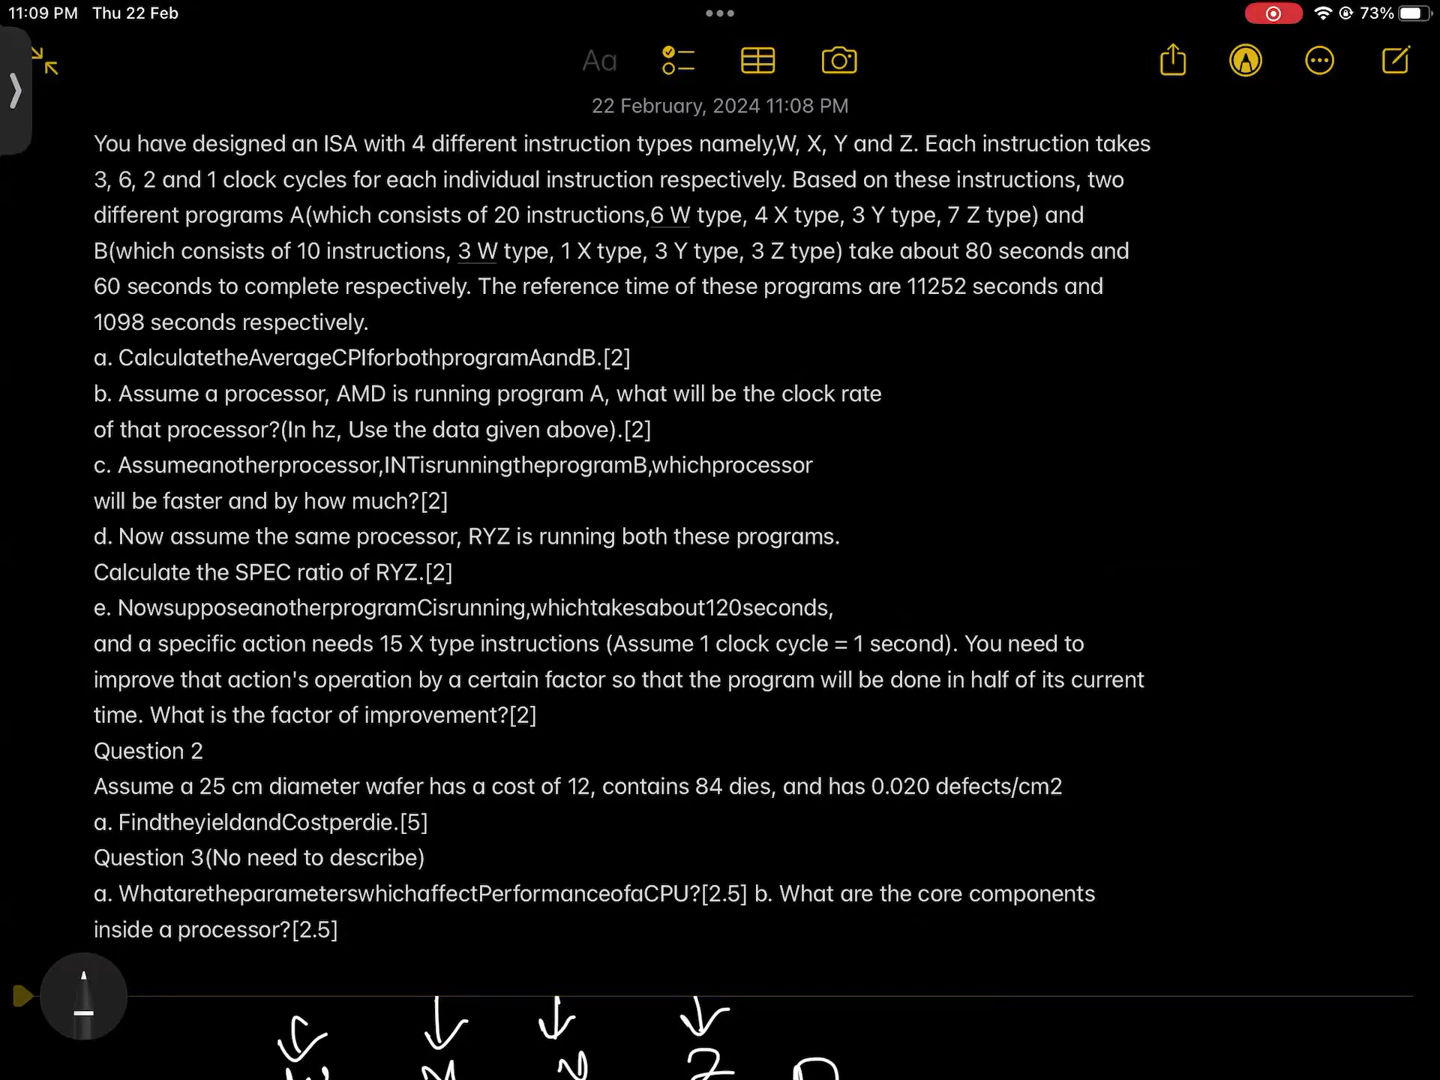 11:09 PM Thu 22 Feb
73%
Aa
22 February, 2024 11:08 PM
You have designed an ISA with 4 different instruction types namely,W, X, Y and Z. Each instruction takes
3, 6, 2 and 1 clock cycles for each individual instruction respectively. Based on these instructions, two
different programs A(which consists of 20 instructions,6 W type, 4 X type, 3 Y type, 7 Z type) and
B(which consists of 10 instructions, 3 W type, 1 X type, 3 Y type, 3 Z type) take about 80 seconds and
60 seconds to complete respectively. The reference time of these programs are 11252 seconds and
1098 seconds respectively.
a. CalculatetheAverageCPIforbothprogramAandB.[2]
b. Assume a processor, AMD is running program A, what will be the clock rate
of that processor?(In hz, Use the data given above).[2]
c. Assumeanotherprocessor,INTisrunningtheprogramB,whichprocessor
will be faster and by how much?[2]
d. Now assume the same processor, RYZ is running both these programs.
Calculate the SPEC ratio of RYZ.[2]
e. NowsupposeanotherprogramCisrunning,whichtakesabout120seconds,
and a specific action needs 15 X type instructions (Assume 1 clock cycle = 1 second). You need to
improve that action's operation by a certain factor so that the program will be done in half of its current
time. What is the factor of improvement?[2]
Question 2
Assume a 25 cm diameter wafer has a cost of 12, contains 84 dies, and has 0.020 defects/cm2
a. FindtheyieldandCostperdie.[5]
Question 3(No need to describe)
a. WhataretheparameterswhichaffectPerformanceofaCPU?[2.5] b. What are the core components
inside a processor?[2.5]
Z